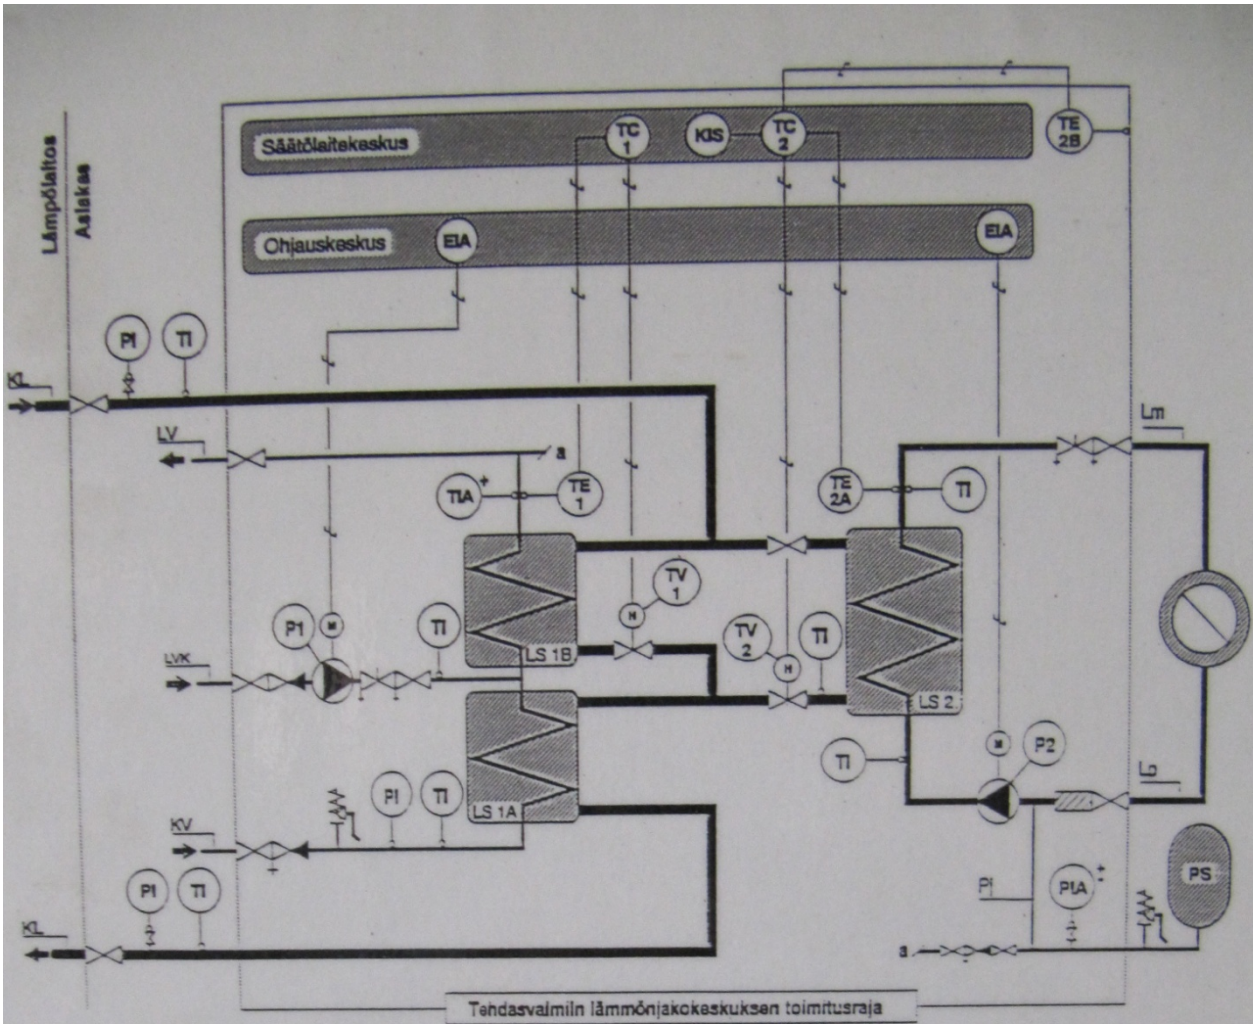 TE
2B
TC
1
KIS
TC
2
Säätölaitekeskus
Lämpölaitos
Asiakas
Ohjauskeskus
EIA
EIA
PI
TI
KL
Lm
LV
a
TIA
+
TE
1
TE
2A
TI
TV
1
P1
M
TI
M
TV
2
TI
LS 1B
LVK
M
LS 2
M
P2
TI
LS 1A
PI
TI
KV
PI
TI
PS
PI
PIA
+
-
KL
a
Tehdasvalmiin lämmönjakokeskuksen toimitusraja